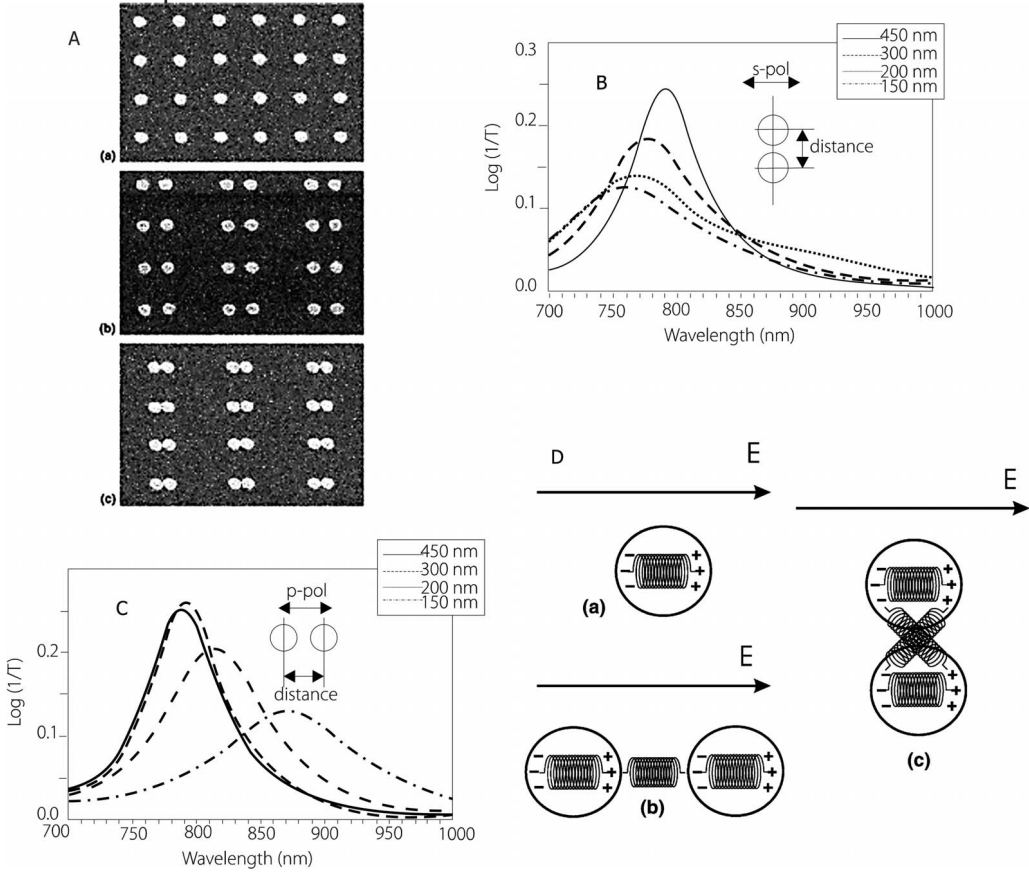 A
(a)
(b)
(c)
B
450 nm
300 nm
200 nm
150 nm
s-pol
distance
Log (1/T)
0.3
0.2
0.1
0.0
700 750 800 850 900 950 1000
Wavelength (nm)
C
450 nm
300 nm
200 nm
150 nm
p-pol
distance
Log (1/T)
0.2
0.1
0.0
700 750 800 850 900 950 1000
Wavelength (nm)
D
E
− +
− +
− +
(a)
E
− + − +
− + − +
− + − +
(b)
E
− +
− +
− +
− +
− +
− +
(c)